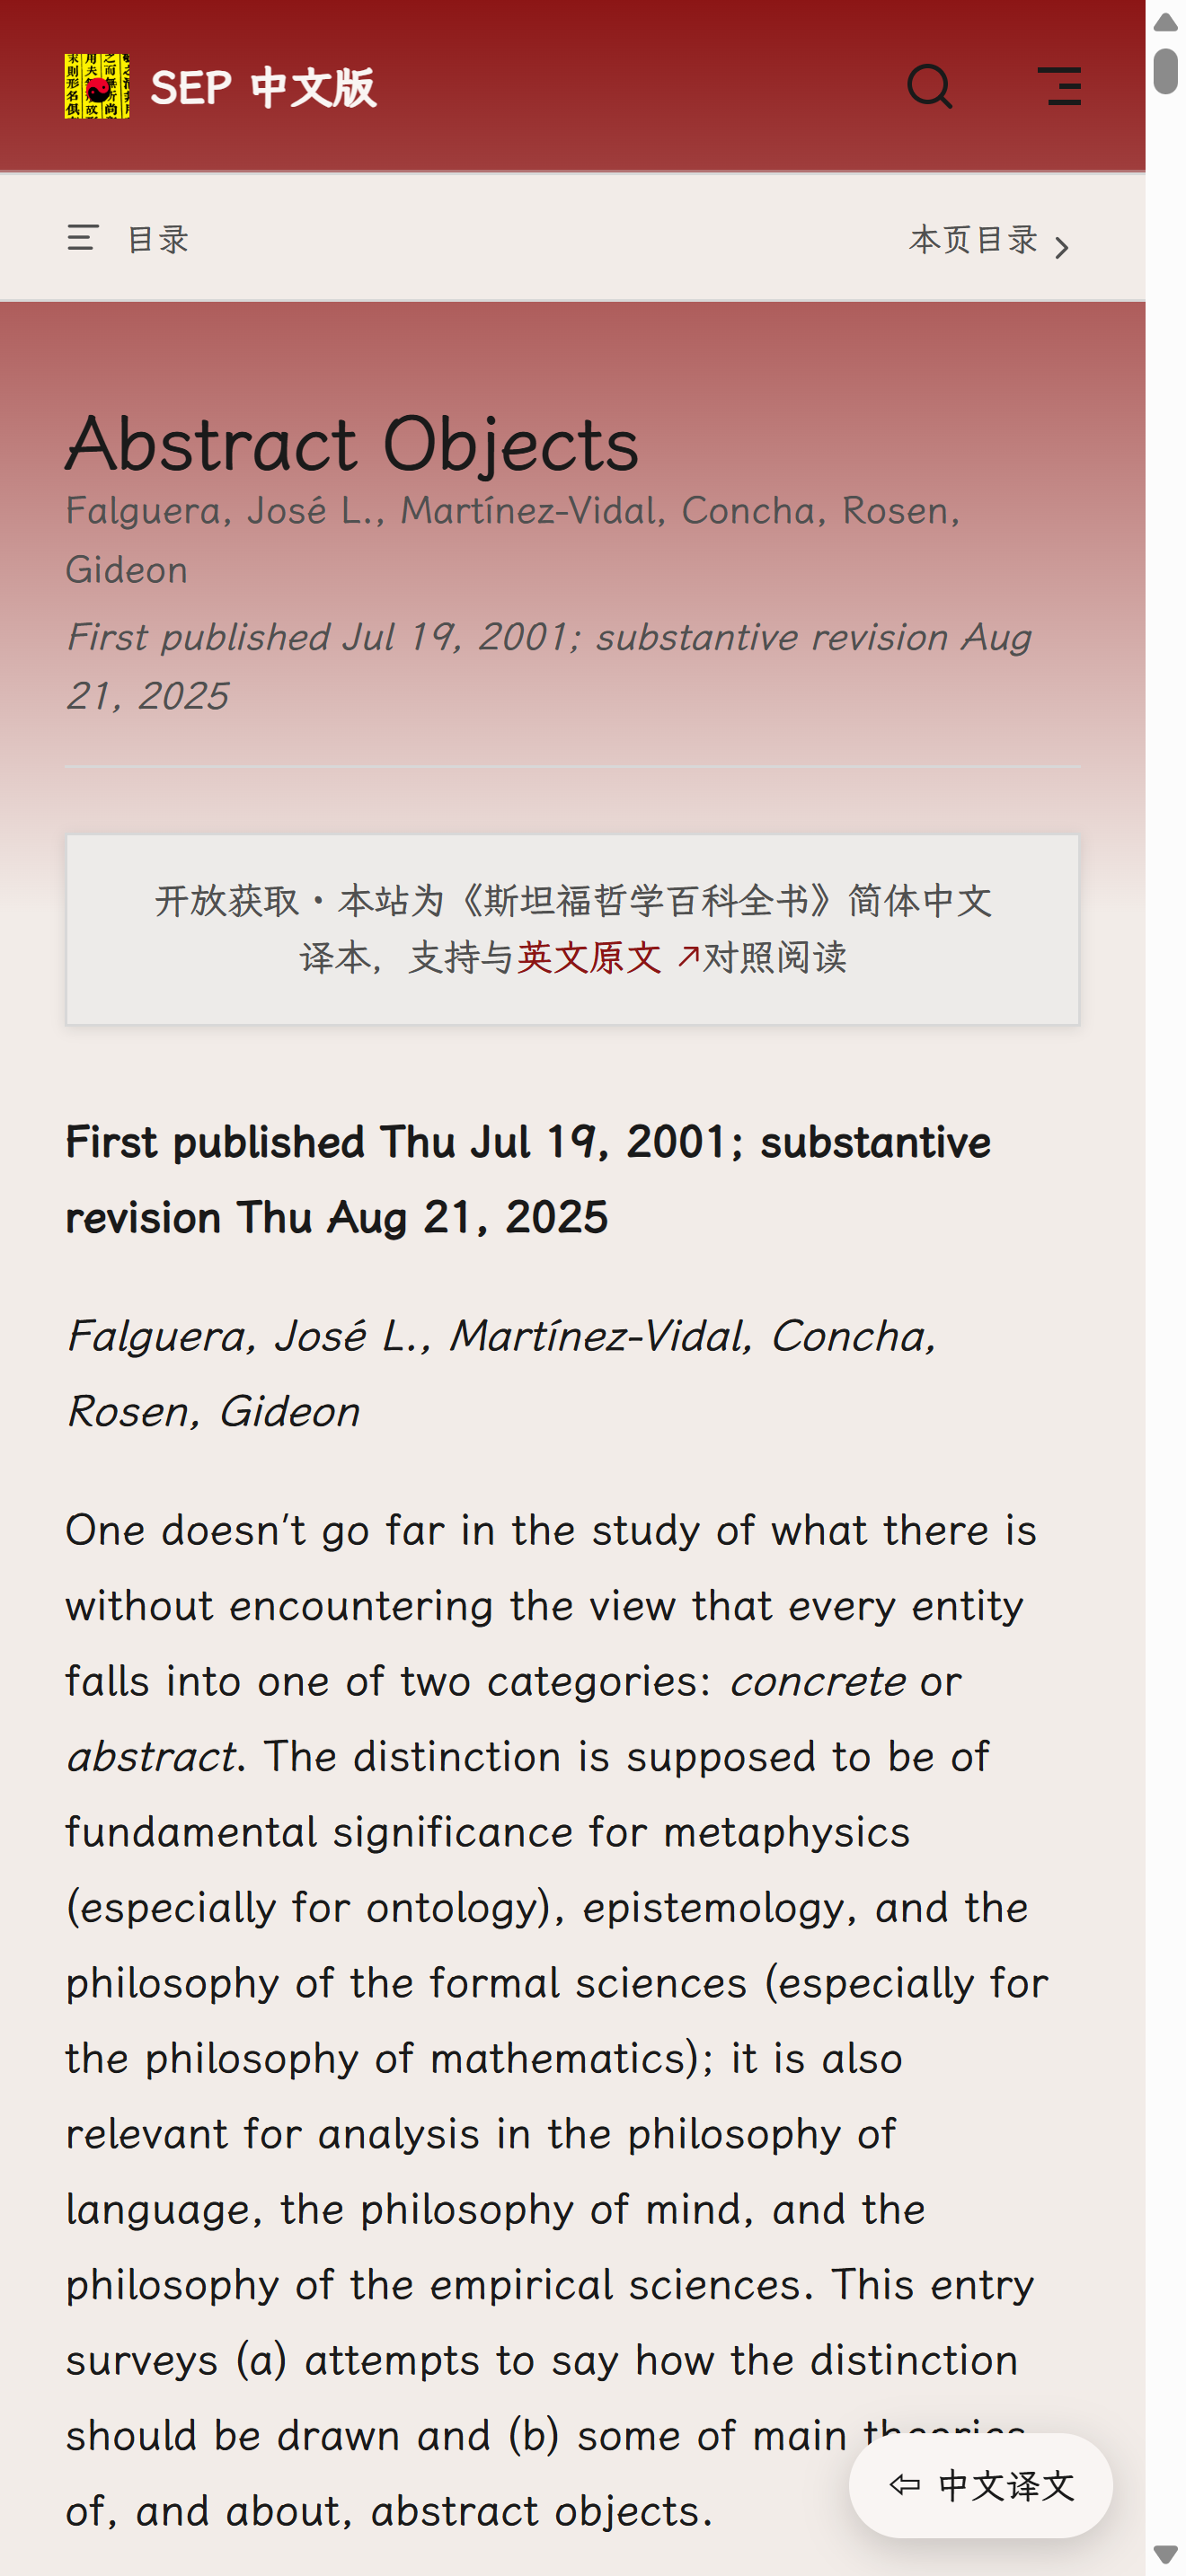 SEP 中文版
目录
本页目录
Abstract Objects
Falguera, José L., Martínez-Vidal, Concha, Rosen,
Gideon
First published Jul 19, 2001; substantive revision Aug
21, 2025
开放获取・本站为《斯坦福哲学百科全书》简体中文
译本，支持与英文原文 ↗对照阅读
First published Thu Jul 19, 2001; substantive
revision Thu Aug 21, 2025
Falguera, José L., Martínez-Vidal, Concha,
Rosen, Gideon
One doesn't go far in the study of what there is
without encountering the view that every entity
falls into one of two categories: concrete or
abstract. The distinction is supposed to be of
fundamental significance for metaphysics
(especially for ontology), epistemology, and the
philosophy of the formal sciences (especially for
the philosophy of mathematics); it is also
relevant for analysis in the philosophy of
language, the philosophy of mind, and the
philosophy of the empirical sciences. This entry
surveys (a) attempts to say how the distinction
should be drawn and (b) some of main theories
of, and about, abstract objects.
⇦ 中文译文